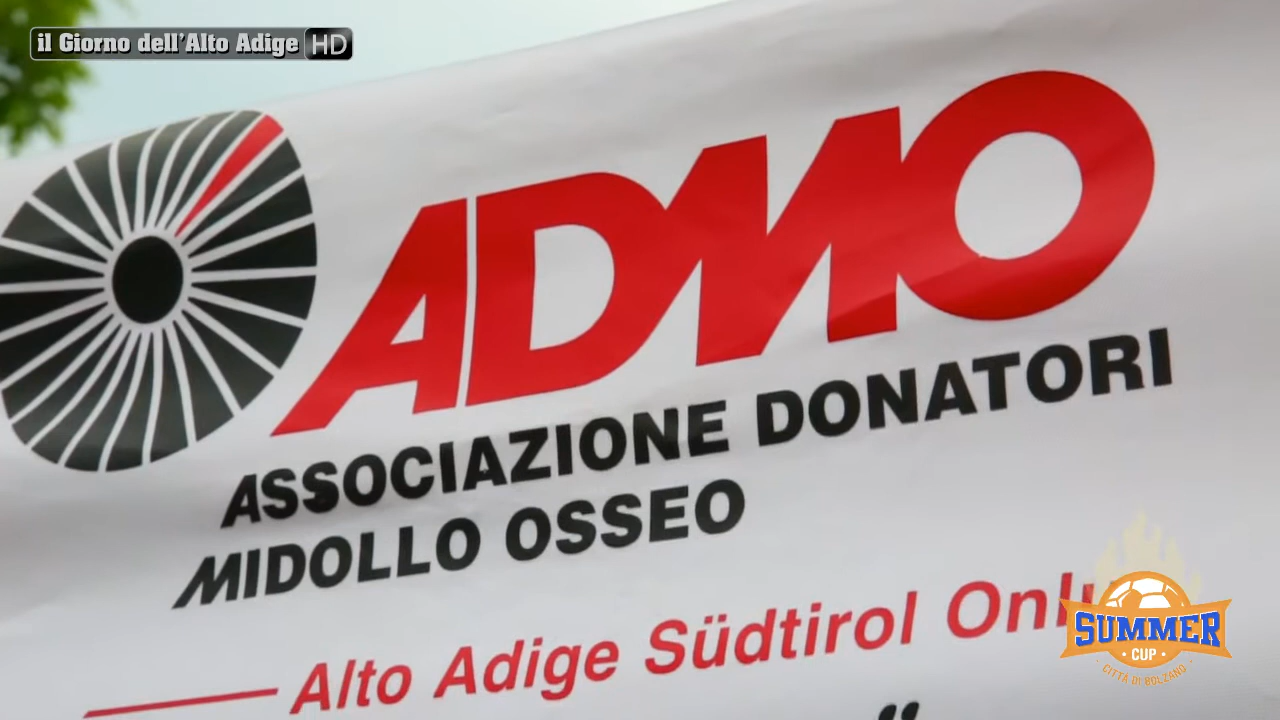 il Giorno dell'Alto Adige HD
ADMO
ASSOCIAZIONE DONATORI
MIDOLLO OSSEO
Alto Adige Südtirol
SUMMER
CUP
CITTÀ DI BOLZANO